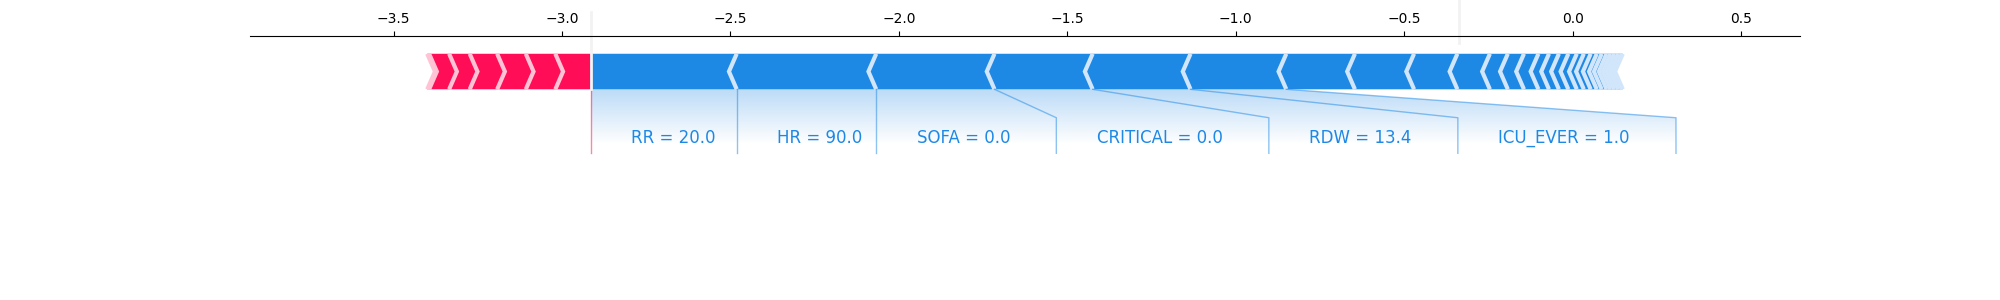 −3.5 −3.0 −2.5 −2.0 −1.5 −1.0 −0.5 0.0 0.5
RR = 20.0 HR = 90.0 SOFA = 0.0 CRITICAL = 0.0 RDW = 13.4 ICU_EVER = 1.0